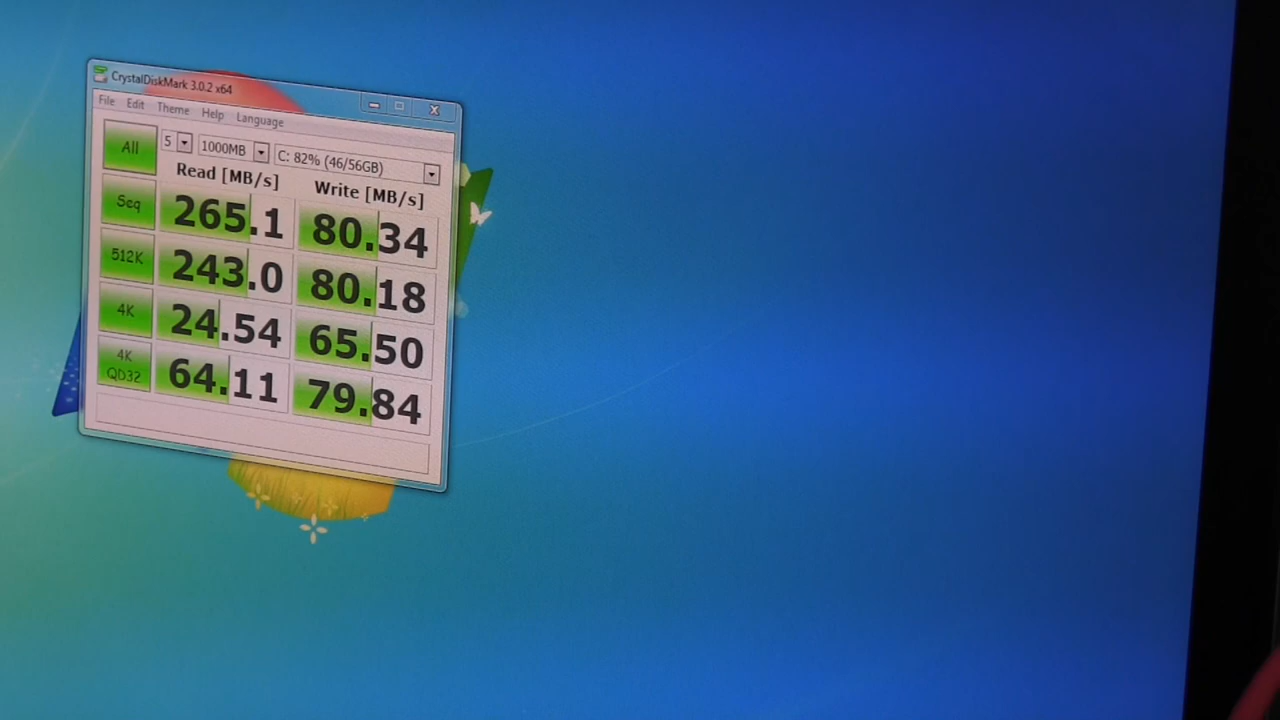 CrystalDiskMark 3.0.2 x64
File Edit Theme Help Language
All 5 1000MB C: 82% (46/56GB)
Read [MB/s] Write [MB/s]
Seq 265.1 80.34
512K 243.0 80.18
4K 24.54 65.50
4K
QD32 64.11 79.84